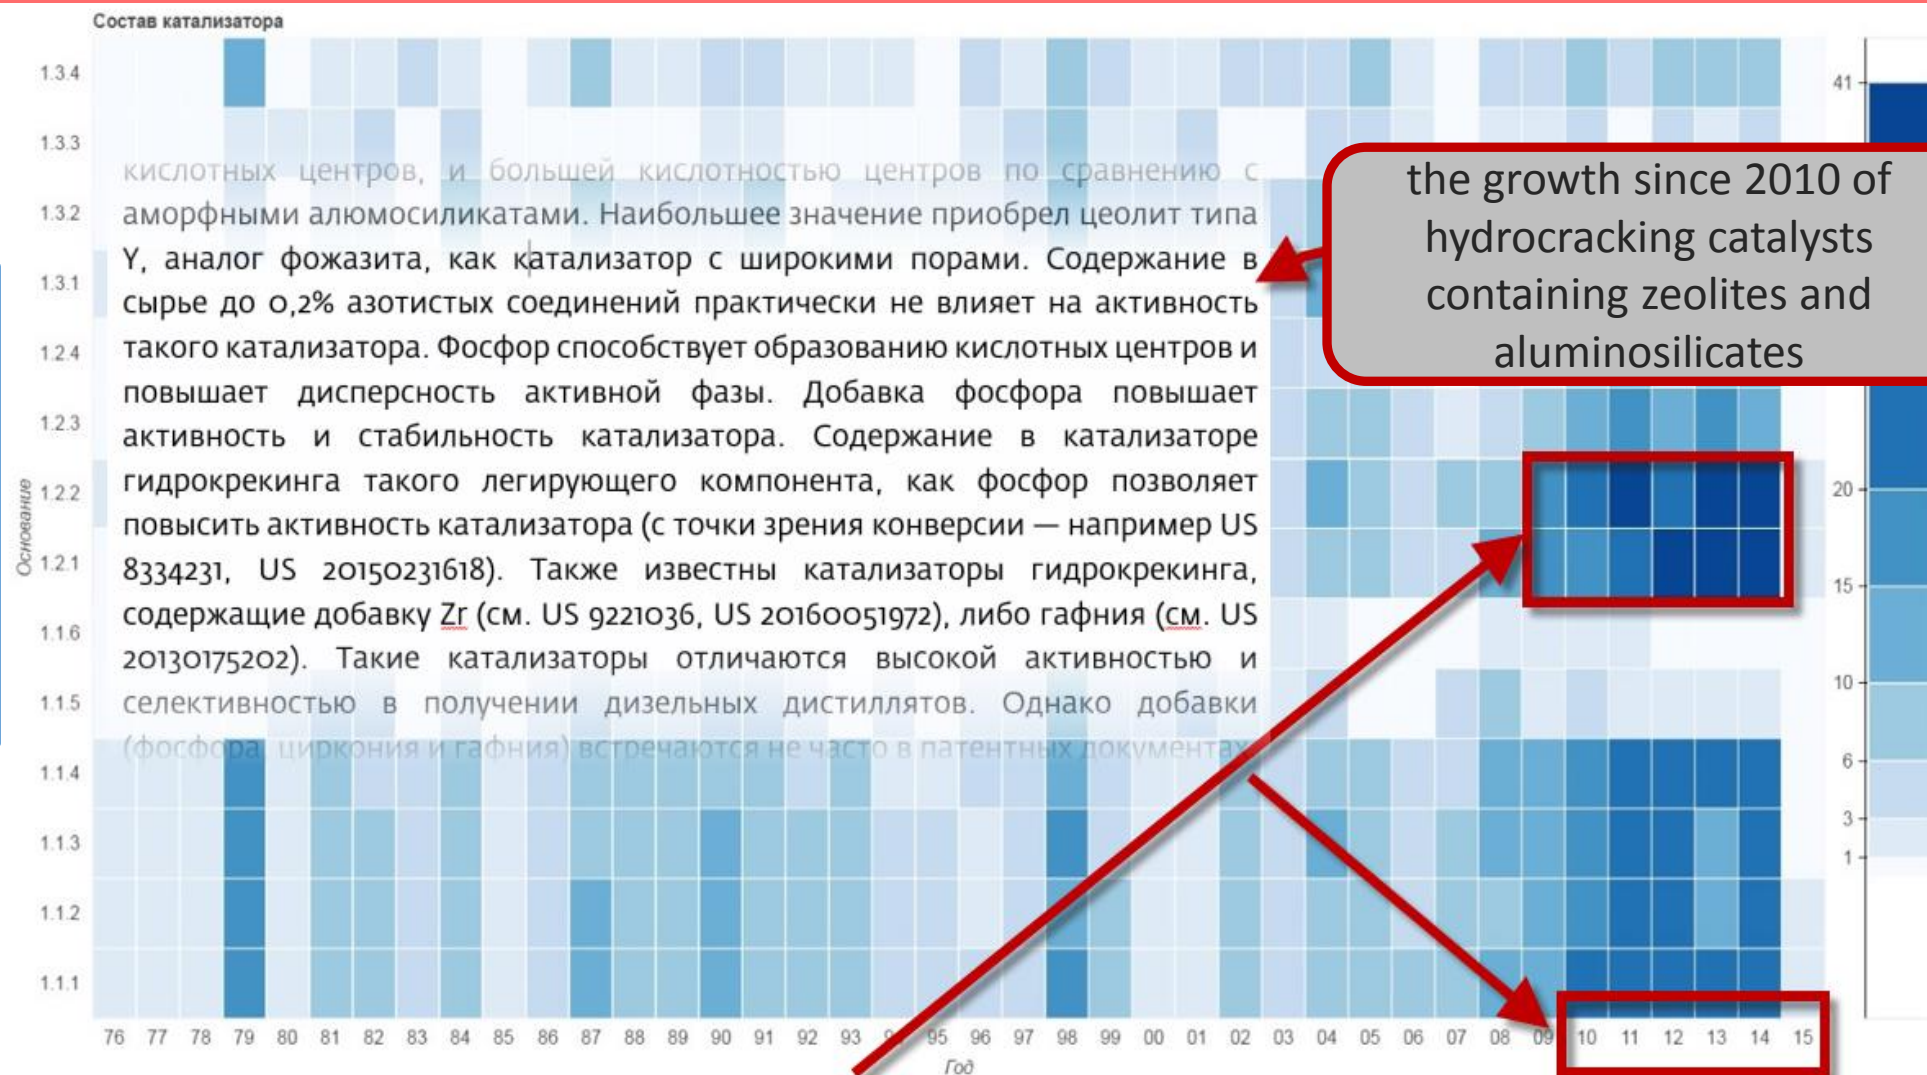 Состав катализатора
1.3.4
1.3.3
1.3.2
1.3.1
1.2.4
1.2.3
1.2.2
1.2.1
1.1.6
1.1.5
1.1.4
1.1.3
1.1.2
1.1.1
Основание
кислотных центров, и большей кислотностью центров по сравнению с
аморфными алюмосиликатами. Наибольшее значение приобрел цеолит типа
Y, аналог фожазита, как катализатор с широкими порами. Содержание в
сырье до 0,2% азотистых соединений практически не влияет на активность
такого катализатора. Фосфор способствует образованию кислотных центров и
повышает дисперсность активной фазы. Добавка фосфора повышает
активность и стабильность катализатора. Содержание в катализаторе
гидрокрекинга такого легирующего компонента, как фосфор позволяет
повысить активность катализатора (с точки зрения конверсии — например US
8334231, US 20150231618). Также известны катализаторы гидрокрекинга,
содержащие добавку Zr (см. US 9221036, US 20160051972), либо гафния (см. US
20130175202). Такие катализаторы отличаются высокой активностью и
селективностью в получении дизельных дистиллятов. Однако добавки
(фосфора, циркония и гафния) встречаются не часто в патентных документах
the growth since 2010 of
hydrocracking catalysts
containing zeolites and
aluminosilicates
41
20
15
10
6
3
1
76 77 78 79 80 81 82 83 84 85 86 87 88 89 90 91 92 93 95 96 97 98 99 00 01 02 03 04 05 06 07 08 09 10 11 12 13 14 15
Год